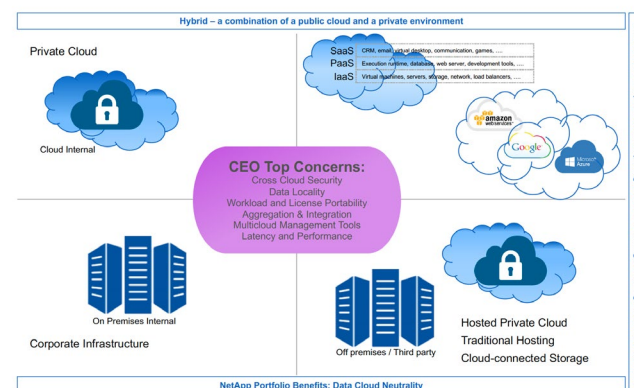 Hybrid – a combination of a public cloud and a private environment
Private Cloud
Cloud Internal
SaaS CRM, email, virtual desktop, communication, games, ....
PaaS Execution runtime, database, web server, development tools, ....
IaaS Virtual machines, servers, storage, network, load balancers, ....
amazon
webservices
Google
Microsoft
Azure
CEO Top Concerns:
Cross Cloud Security
Data Locality
Workload and License Portability
Aggregation & Integration
Multicloud Management Tools
Latency and Performance
On Premises Internal
Corporate Infrastructure
Off premises / Third party
Hosted Private Cloud
Traditional Hosting
Cloud-connected Storage
NetApp Portfolio Benefits: Data Cloud Neutrality